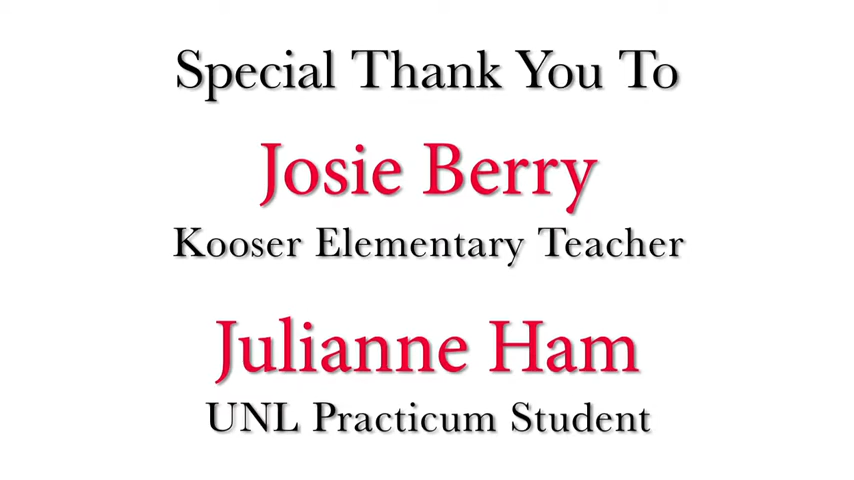 Special Thank You To
Josie Berry
Kooser Elementary Teacher
Julianne Ham
UNL Practicum Student